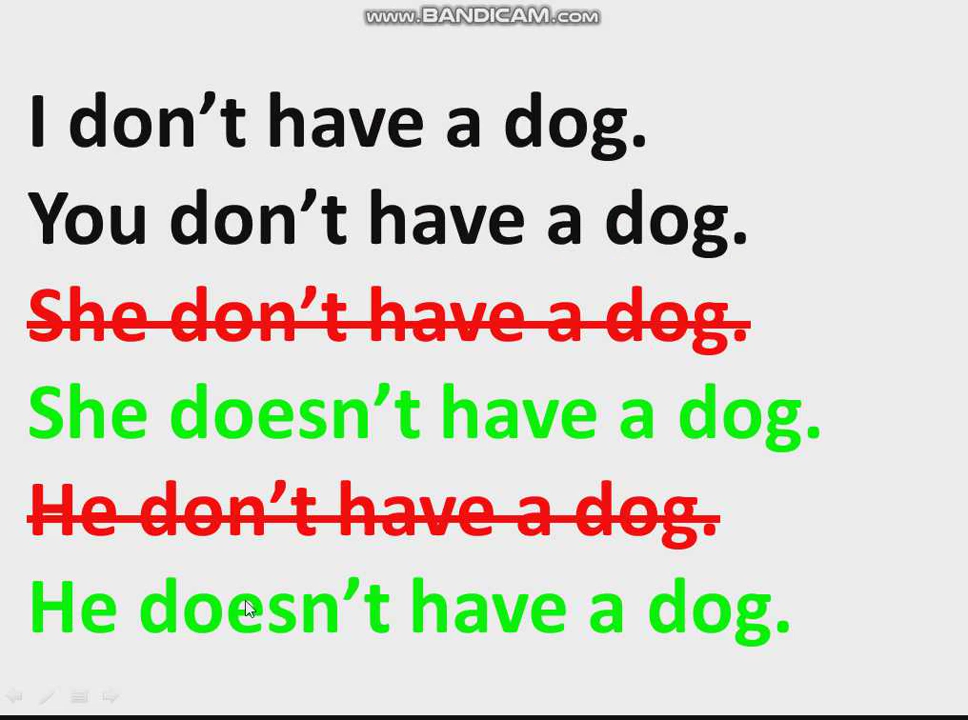 www.BANDICAM.com
I don’t have a dog.
You don’t have a dog.
She don’t have a dog.
She doesn’t have a dog.
He don’t have a dog.
He doesn’t have a dog.